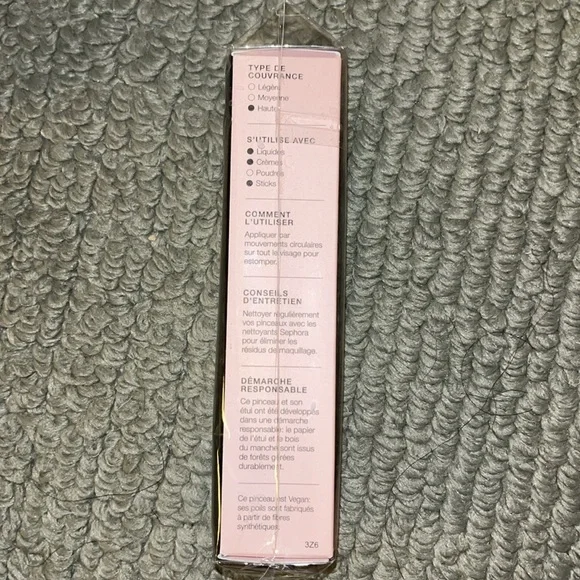 TYPE DE
COUVRANCE
Légère
Moyenne
Haute
S'UTILISE AVEC
Liquides
Crèmes
Poudres
Sticks
COMMENT
L'UTILISER
Appliquer par
mouvements circulaires
sur tout le visage pour
estomper.
CONSEILS
D'ENTRETIEN
Nettoyer régulièrement
vos pinceaux avec les
nettoyants Sephora
pour éliminer les
résidus de maquillage.
DÉMARCHE
RESPONSABLE
Ce pinceau et son
étui ont été développés
dans une démarche
responsable: le papier
de l'étui et le bois
du manche sont issus
de forêts gérées
durablement.
Ce pinceau est Vegan:
ses poils sont fabriqués
à partir de fibres
synthétiques.
3Z6